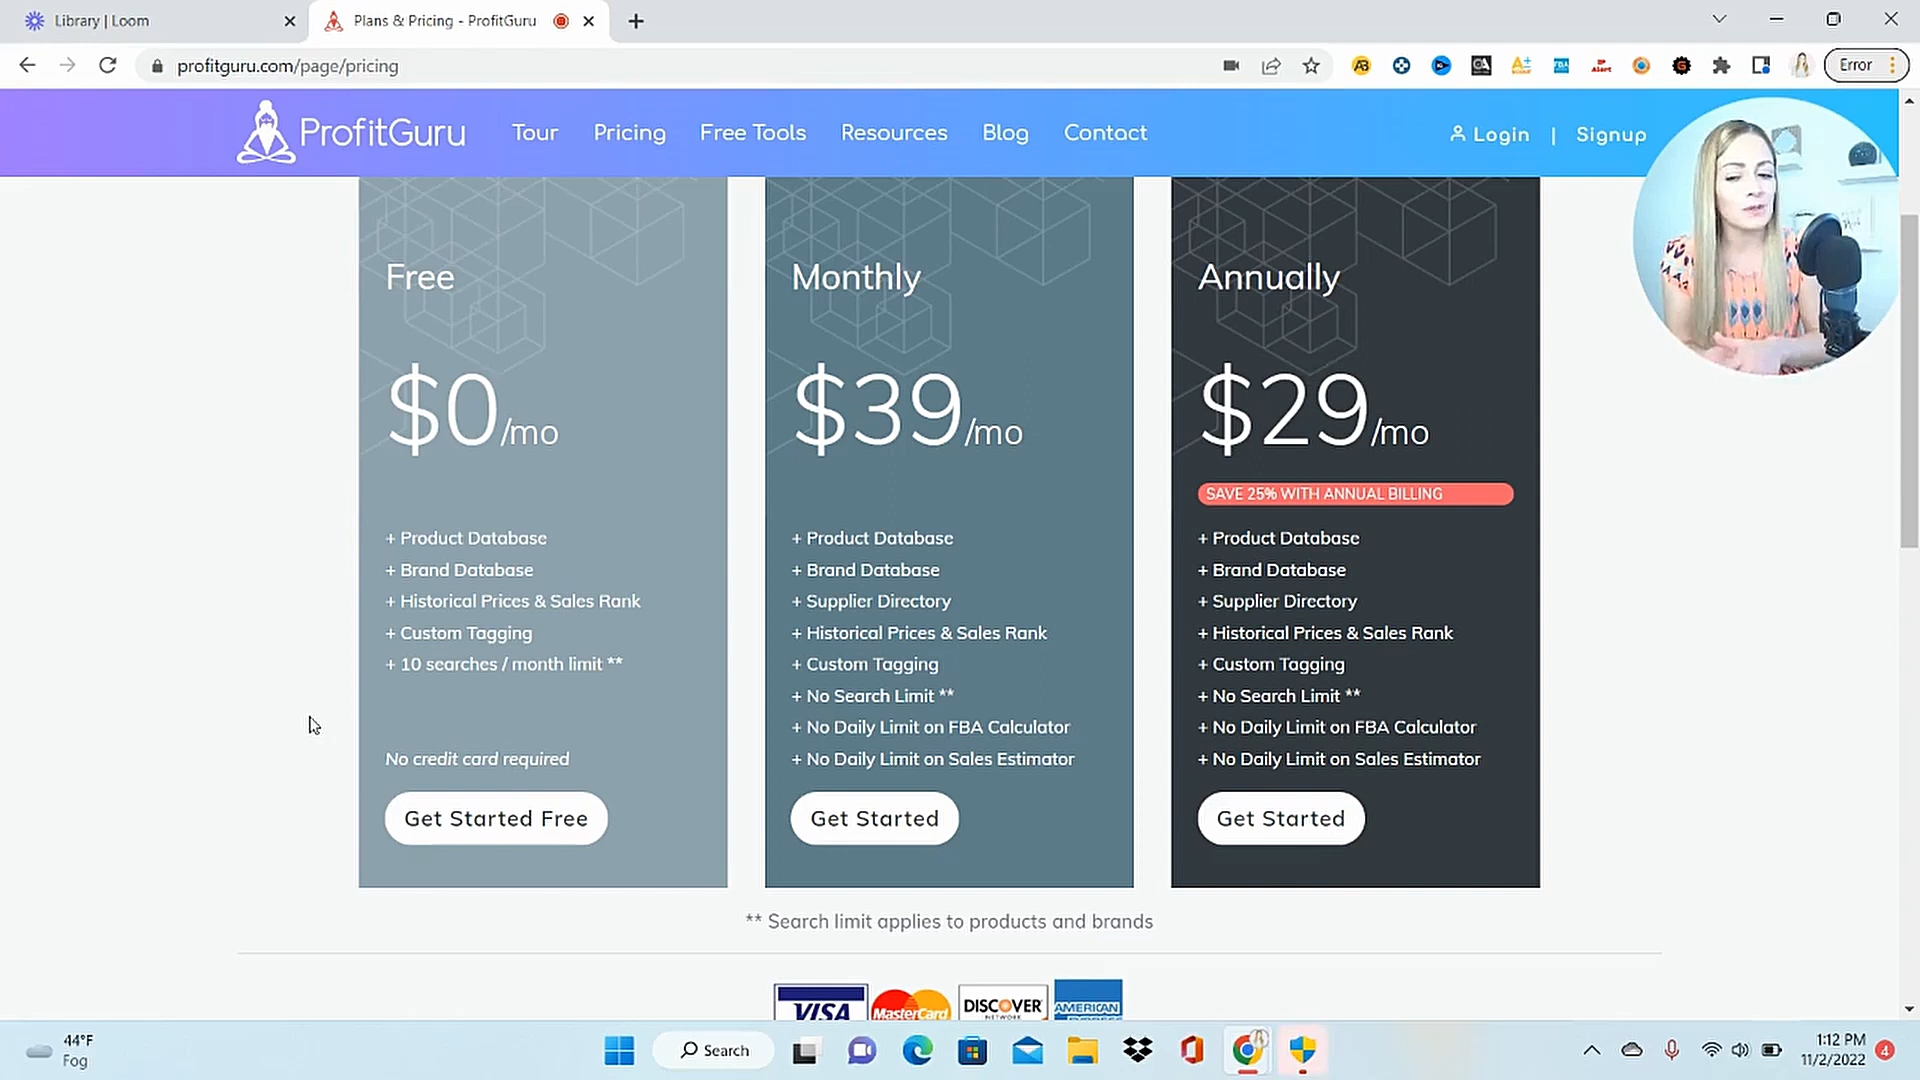 Library | Loom
Plans & Pricing - ProfitGuru
profitguru.com/page/pricing
Error
ProfitGuru
Tour
Pricing
Free Tools
Resources
Blog
Contact
Login | Signup
Free
$0/mo
+ Product Database
+ Brand Database
+ Historical Prices & Sales Rank
+ Custom Tagging
+ 10 searches / month limit **
No credit card required
Get Started Free
Monthly
$39/mo
+ Product Database
+ Brand Database
+ Supplier Directory
+ Historical Prices & Sales Rank
+ Custom Tagging
+ No Search Limit **
+ No Daily Limit on FBA Calculator
+ No Daily Limit on Sales Estimator
Get Started
Annually
$29/mo
SAVE 25% WITH ANNUAL BILLING
+ Product Database
+ Brand Database
+ Supplier Directory
+ Historical Prices & Sales Rank
+ Custom Tagging
+ No Search Limit **
+ No Daily Limit on FBA Calculator
+ No Daily Limit on Sales Estimator
Get Started
** Search limit applies to products and brands
VISA
MasterCard
DISCOVER
NETWORK
AMERICAN
44°F
Fog
Search
1:12 PM
11/2/2022
4